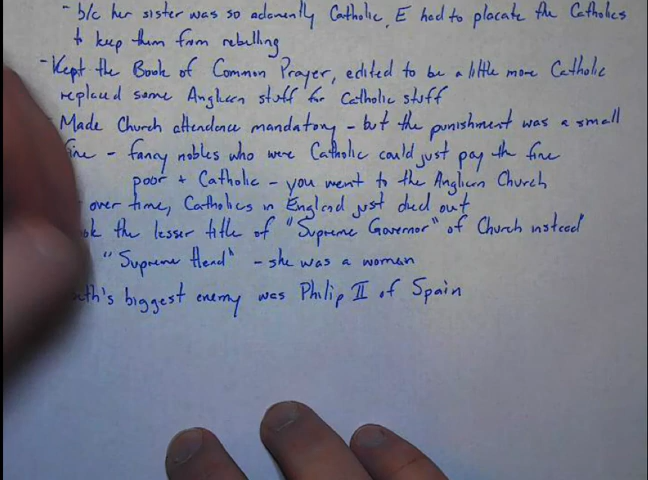 - b/c her sister was so adamently Catholic, E had to placate the Catholics
to keep them from rebelling
- Kept the Book of Common Prayer, edited to be a little more Catholic
replaced some Anglican stuff for Catholic stuff
Made Church attendance mandatory - but the punishment was a small
fine - fancy nobles who were Catholic could just pay the fine
poor + Catholic - you went to the Anglican Church
over time, Catholics in England just died out
the lesser title of "Supreme Governor" of Church instead
"Supreme Head" - she was a woman
beth's biggest enemy was Philip II of Spain